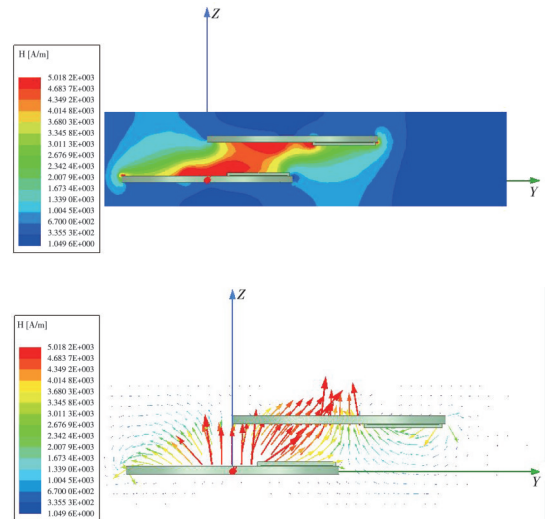 Z
H [A/m]
5.018 2E+003
4.683 7E+003
4.349 2E+003
4.014 8E+003
3.680 3E+003
3.345 8E+003
3.011 3E+003
2.676 9E+003
2.342 4E+003
2.007 9E+003
1.673 4E+003
1.339 0E+003
1.004 5E+003
6.700 0E+002
3.355 3E+002
1.049 6E+000
Y
Z
H [A/m]
5.018 2E+003
4.683 7E+003
4.349 2E+003
4.014 8E+003
3.680 3E+003
3.345 8E+003
3.011 3E+003
2.676 9E+003
2.342 4E+003
2.007 9E+003
1.673 4E+003
1.339 0E+003
1.004 5E+003
6.700 0E+002
3.355 3E+002
1.049 6E+000
Y